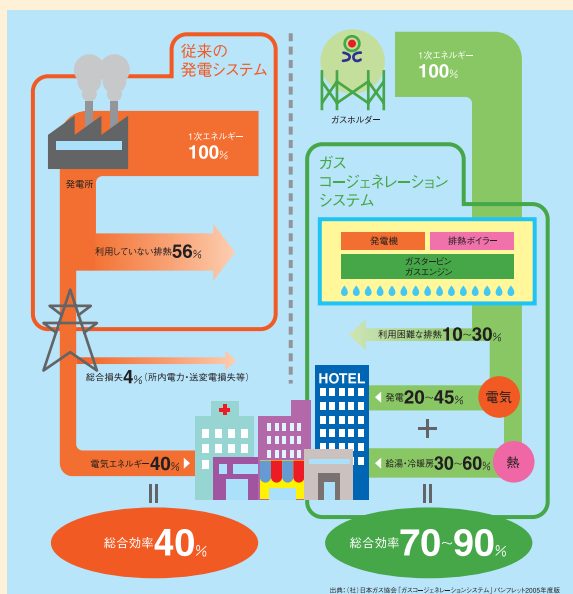 従来の
発電システム
1次エネルギー
100%
発電所
利用していない排熱56%
総合損失4%(所内電力・送変電損失等)
電気エネルギー40%
総合効率40%
ガスホルダー
1次エネルギー
100%
ガス
コージェネレーション
システム
発電機
排熱ボイラー
ガスタービン
ガスエンジン
利用困難な排熱10~30%
HOTEL
発電20~45%
電気
+
給湯・冷暖房30~60%
熱
総合効率70~90%
出典:(社)日本ガス協会「ガスコージェネレーションシステム」パンフレット2005年度版